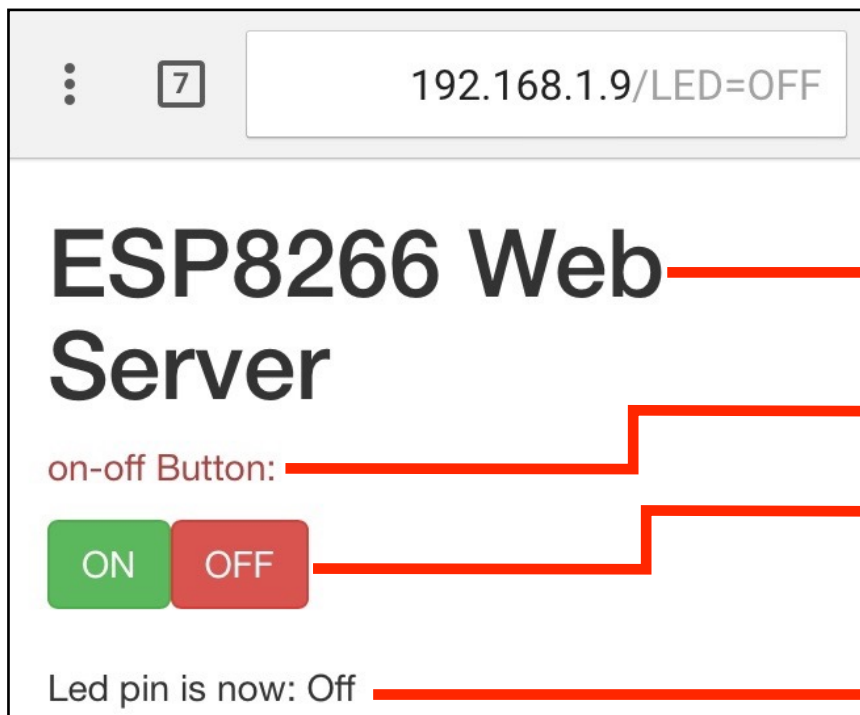 7 192.168.1.9/LED=OFF
ESP8266 Web
Server
on-off Button:
ON OFF
Led pin is now: Off